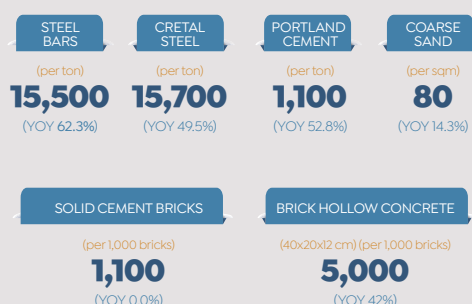 STEEL BARS
(per ton)
15,500
(YOY 62.3%)
CRETAL STEEL
(per ton)
15,700
(YOY 49.5%)
PORTLAND CEMENT
(per ton)
1,100
(YOY 52.8%)
COARSE SAND
(per sqm)
80
(YOY 14.3%)
SOLID CEMENT BRICKS
(per 1,000 bricks)
1,100
(YOY 0.0%)
BRICK HOLLOW CONCRETE
(40x20x12 cm) (per 1,000 bricks)
5,000
(YOY 42%)